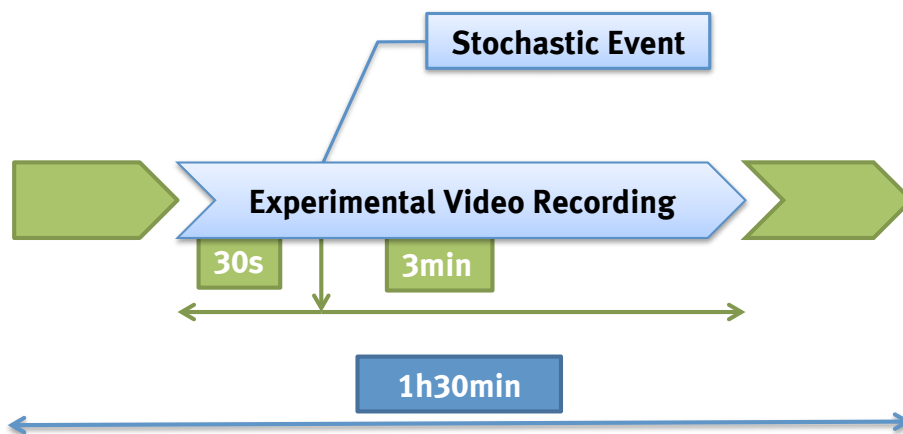 Stochastic Event
Experimental Video Recording
30s
3min
1h30min